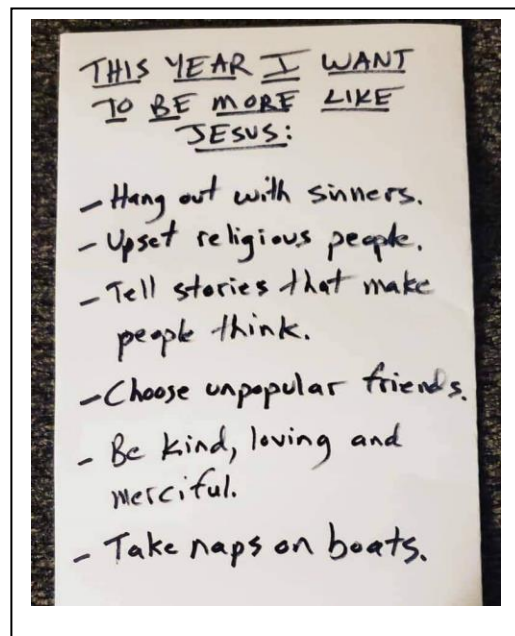 THIS YEAR I WANT
TO BE MORE LIKE
JESUS:
- Hang out with sinners.
- Upset religious people.
- Tell stories that make
people think.
- Choose unpopular friends.
- Be kind, loving and
merciful.
- Take naps on boats.